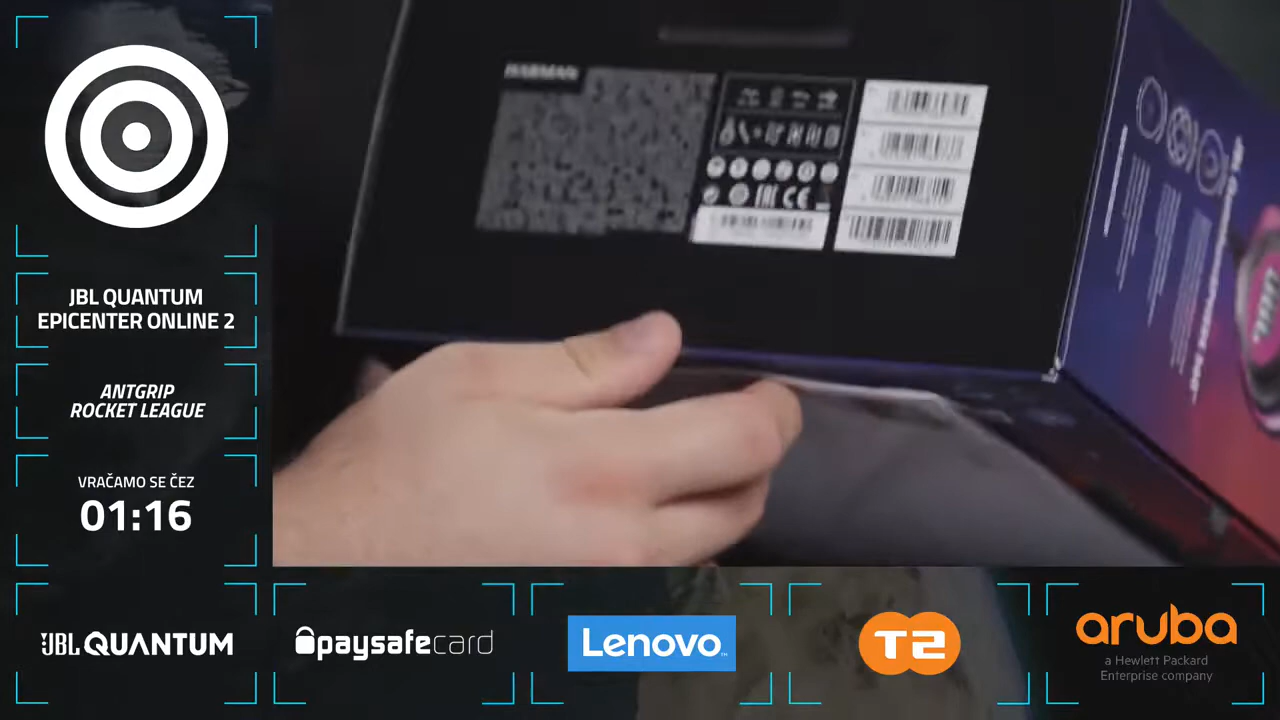 JBL QUANTUM
EPICENTER ONLINE 2
ANTGRIP
ROCKET LEAGUE
VRAČAMO SE ČEZ
01:16
HARMAN
JBL QUANTUM
paysafecard
Lenovo
T2
aruba
a Hewlett Packard
Enterprise company